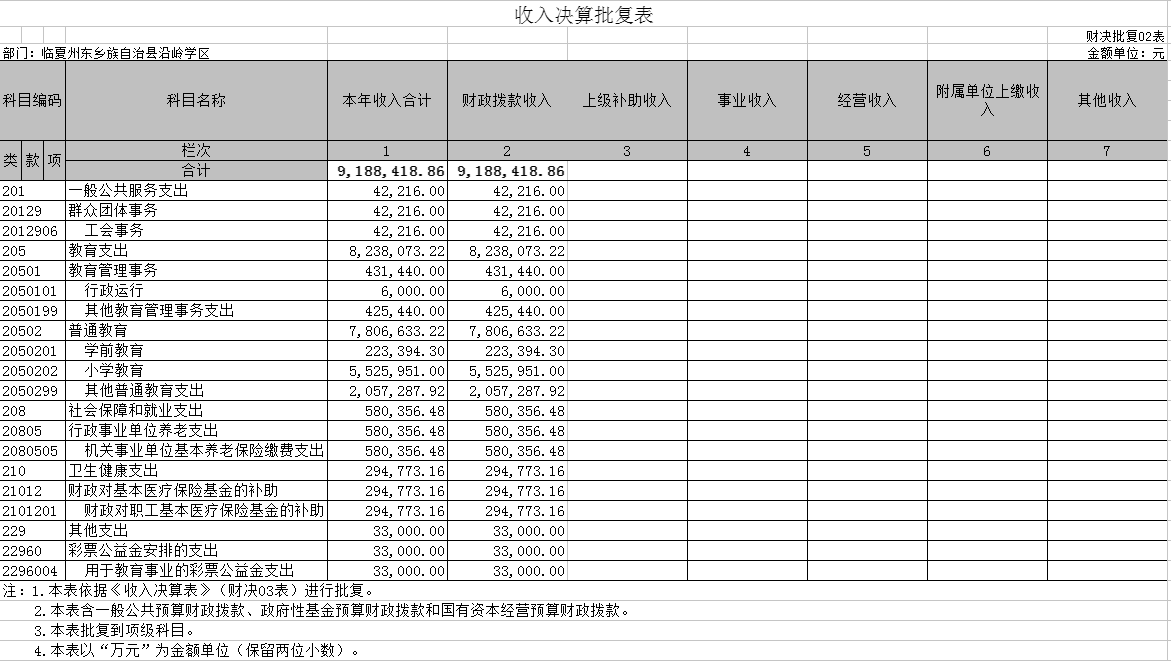 收入决算批复表
财决批复02表
部门：临夏州东乡族自治县沿岭学区 金额单位：元
科目编码 科目名称 本年收入合计 财政拨款收入 上级补助收入 事业收入 经营收入 附属单位上缴收入 其他收入
类 款 项 栏次 1 2 3 4 5 6 7
合计 9,188,418.86 9,188,418.86
201 一般公共服务支出 42,216.00 42,216.00
20129 群众团体事务 42,216.00 42,216.00
2012906 工会事务 42,216.00 42,216.00
205 教育支出 8,238,073.22 8,238,073.22
20501 教育管理事务 431,440.00 431,440.00
2050101 行政运行 6,000.00 6,000.00
2050199 其他教育管理事务支出 425,440.00 425,440.00
20502 普通教育 7,806,633.22 7,806,633.22
2050201 学前教育 223,394.30 223,394.30
2050202 小学教育 5,525,951.00 5,525,951.00
2050299 其他普通教育支出 2,057,287.92 2,057,287.92
208 社会保障和就业支出 580,356.48 580,356.48
20805 行政事业单位养老支出 580,356.48 580,356.48
2080505 机关事业单位基本养老保险缴费支出 580,356.48 580,356.48
210 卫生健康支出 294,773.16 294,773.16
21012 财政对基本医疗保险基金的补助 294,773.16 294,773.16
2101201 财政对职工基本医疗保险基金的补助 294,773.16 294,773.16
229 其他支出 33,000.00 33,000.00
22960 彩票公益金安排的支出 33,000.00 33,000.00
2296004 用于教育事业的彩票公益金支出 33,000.00 33,000.00
注：1.本表依据《收入决算表》（财决03表）进行批复。
2.本表含一般公共预算财政拨款、政府性基金预算财政拨款和国有资本经营预算财政拨款。
3.本表批复到项级科目。
4.本表以“万元”为金额单位（保留两位小数）。